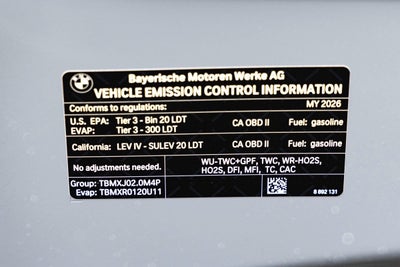 BMW
Bayerische Motoren Werke AG
VEHICLE EMISSION CONTROL INFORMATION
Conforms to regulations: MY 2026
U.S. EPA: Tier 3 - Bin 20 LDT CA OBD II Fuel: gasoline
EVAP: Tier 3 - 300 LDT
California: LEV IV - SULEV 20 LDT CA OBD II Fuel: gasoline
No adjustments needed. WU-TWC+GPF, TWC, WR-HO2S,
HO2S, DFI, MFI, TC, CAC
Group: TBMXJ02.0M4P
Evap: TBMXR0120U11 8 892 131